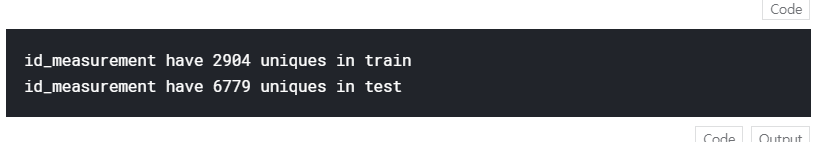 Code
id_measurement have 2904 uniques in train
id_measurement have 6779 uniques in test
Code Output